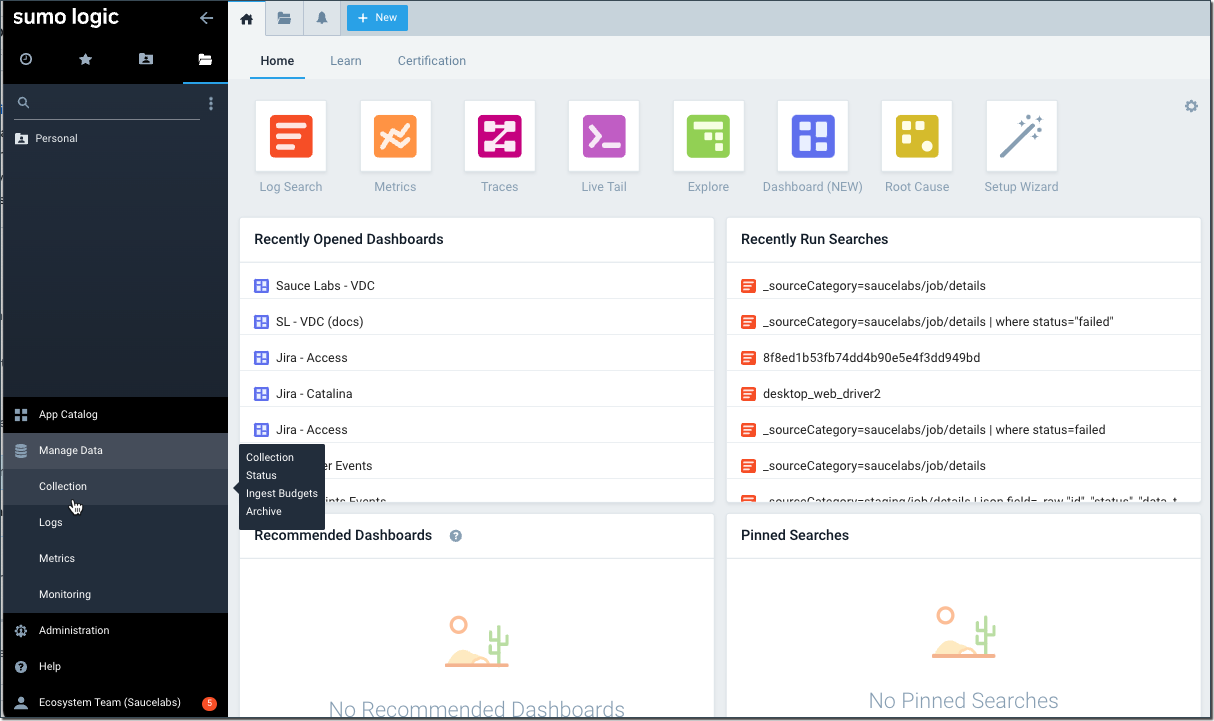 sumo logic
New
Home
Learn
Certification
Personal
Log Search
Metrics
Traces
Live Tail
Explore
Dashboard (NEW)
Root Cause
Setup Wizard
Recently Opened Dashboards
Sauce Labs - VDC
SL - VDC (docs)
Jira - Access
Jira - Catalina
Jira - Access
Events
Events
Recently Run Searches
_sourceCategory=saucelabs/job/details
_sourceCategory=saucelabs/job/details | where status="failed"
8f8ed1b53fb74dd4b90e5e4f3dd949bd
desktop_web_driver2
_sourceCategory=saucelabs/job/details | where status=failed
_sourceCategory=saucelabs/job/details
_sourceCategory=staging/job/details | json field=_raw "id", "status", "data_t
App Catalog
Manage Data
Collection
Logs
Metrics
Monitoring
Administration
Help
Ecosystem Team (Saucelabs)
5
Collection
Status
Ingest Budgets
Archive
Recommended Dashboards
?
No Recommended Dashboards
Pinned Searches
No Pinned Searches